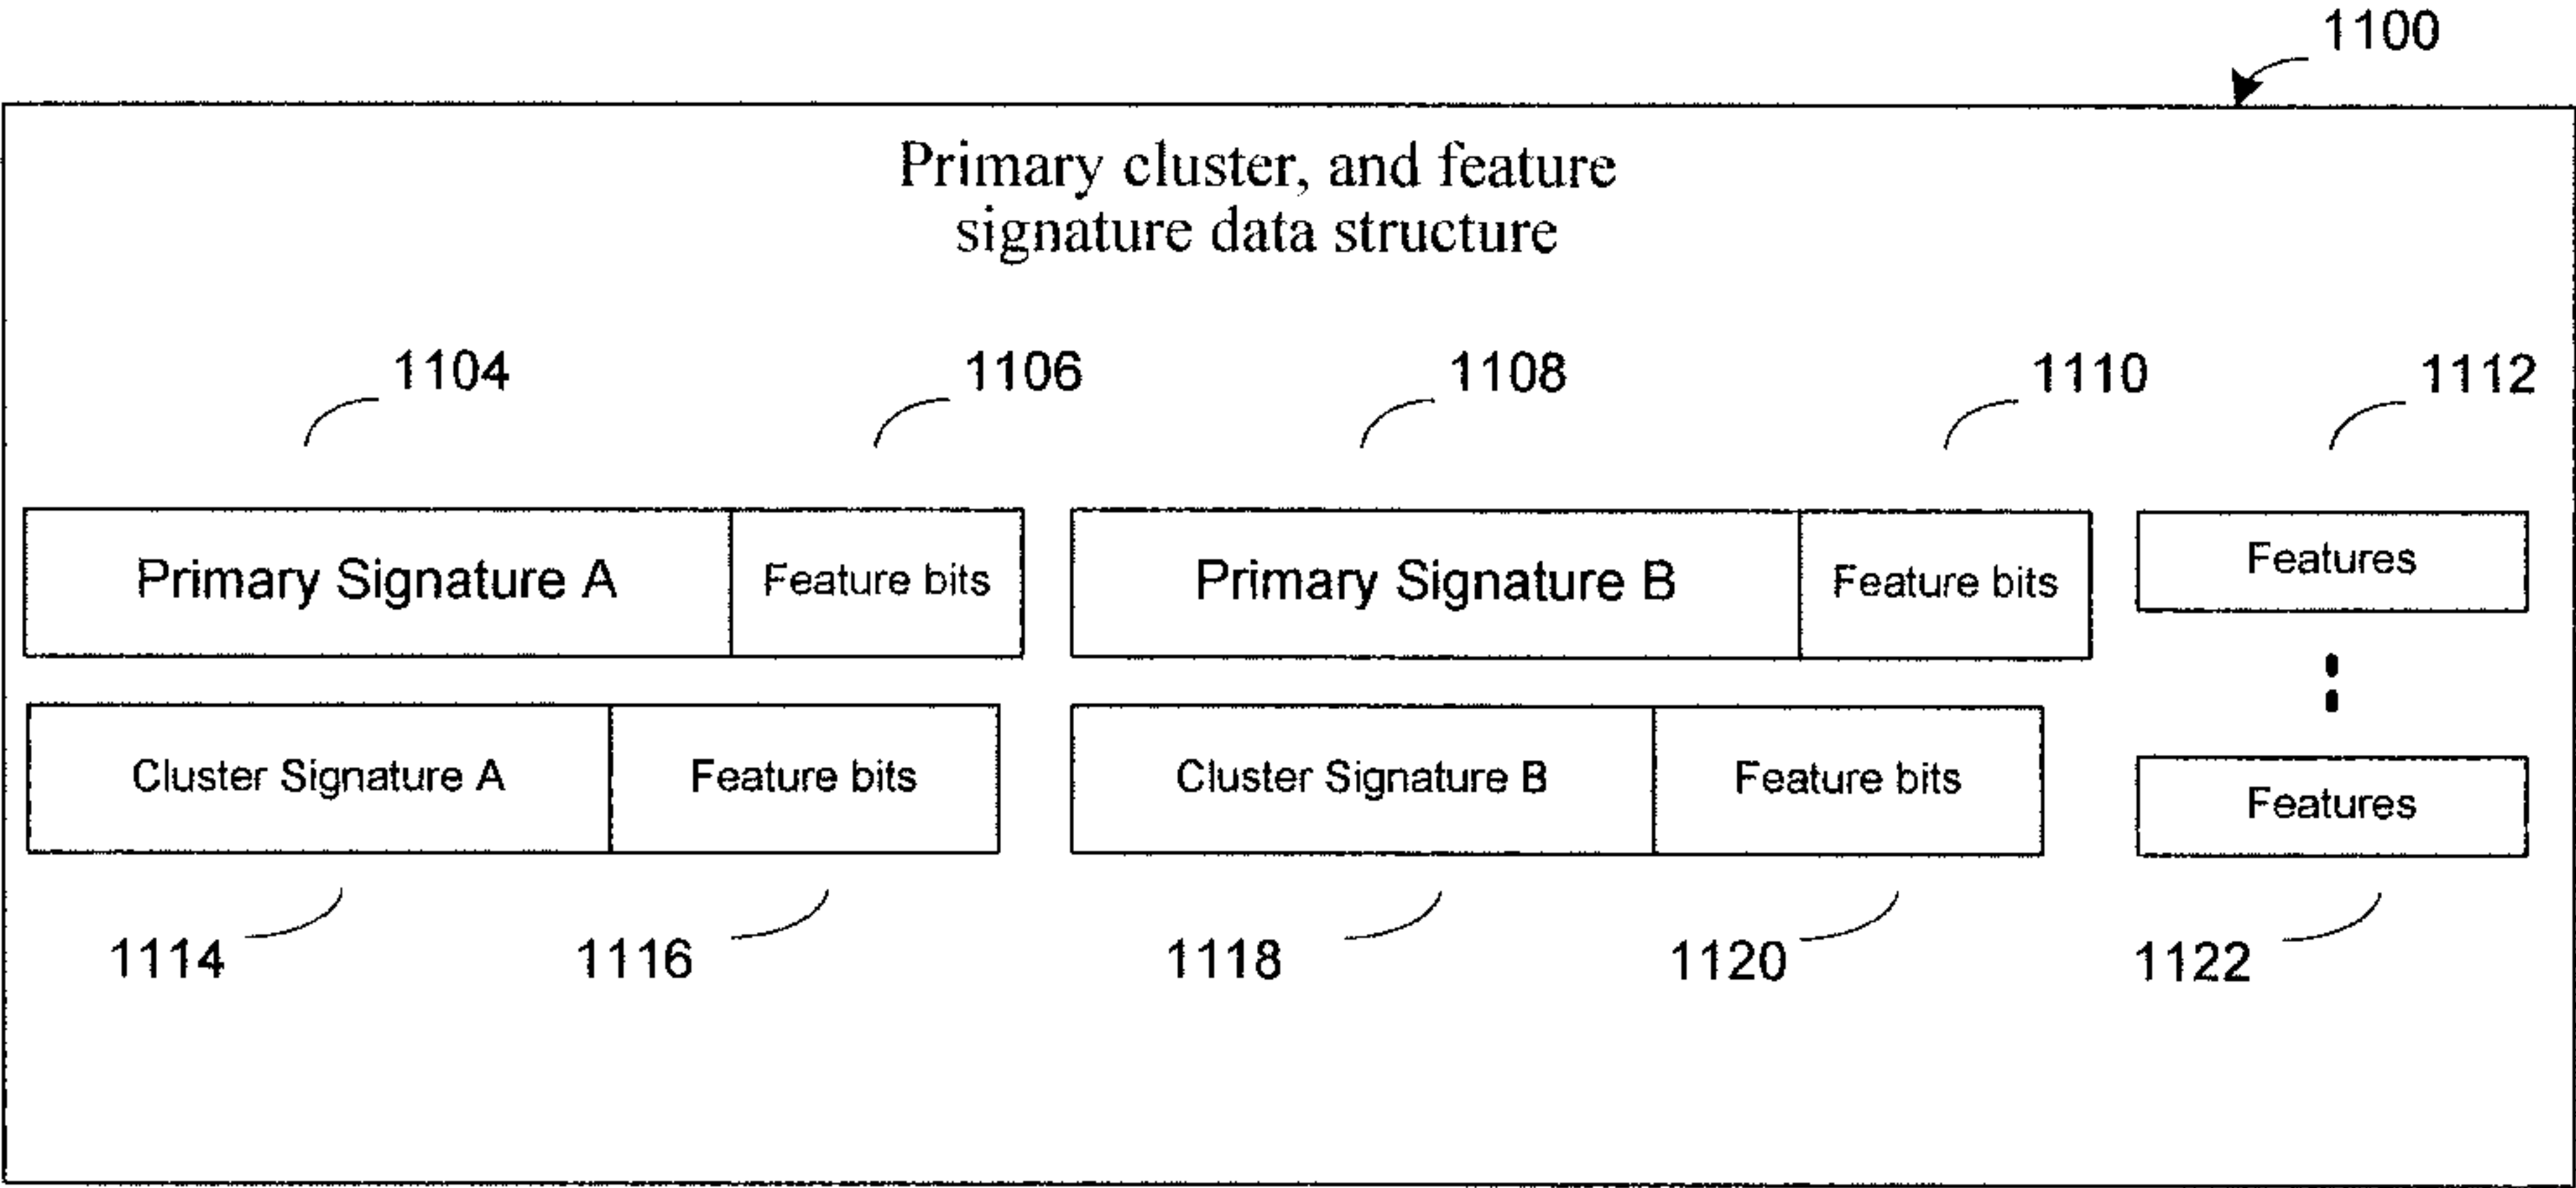 1100
Primary cluster, and feature
signature data structure
1104 1106 1108 1110 1112
Primary Signature A Feature bits Primary Signature B Feature bits Features
Cluster Signature A Feature bits Cluster Signature B Feature bits Features
1114 1116 1118 1120 1122